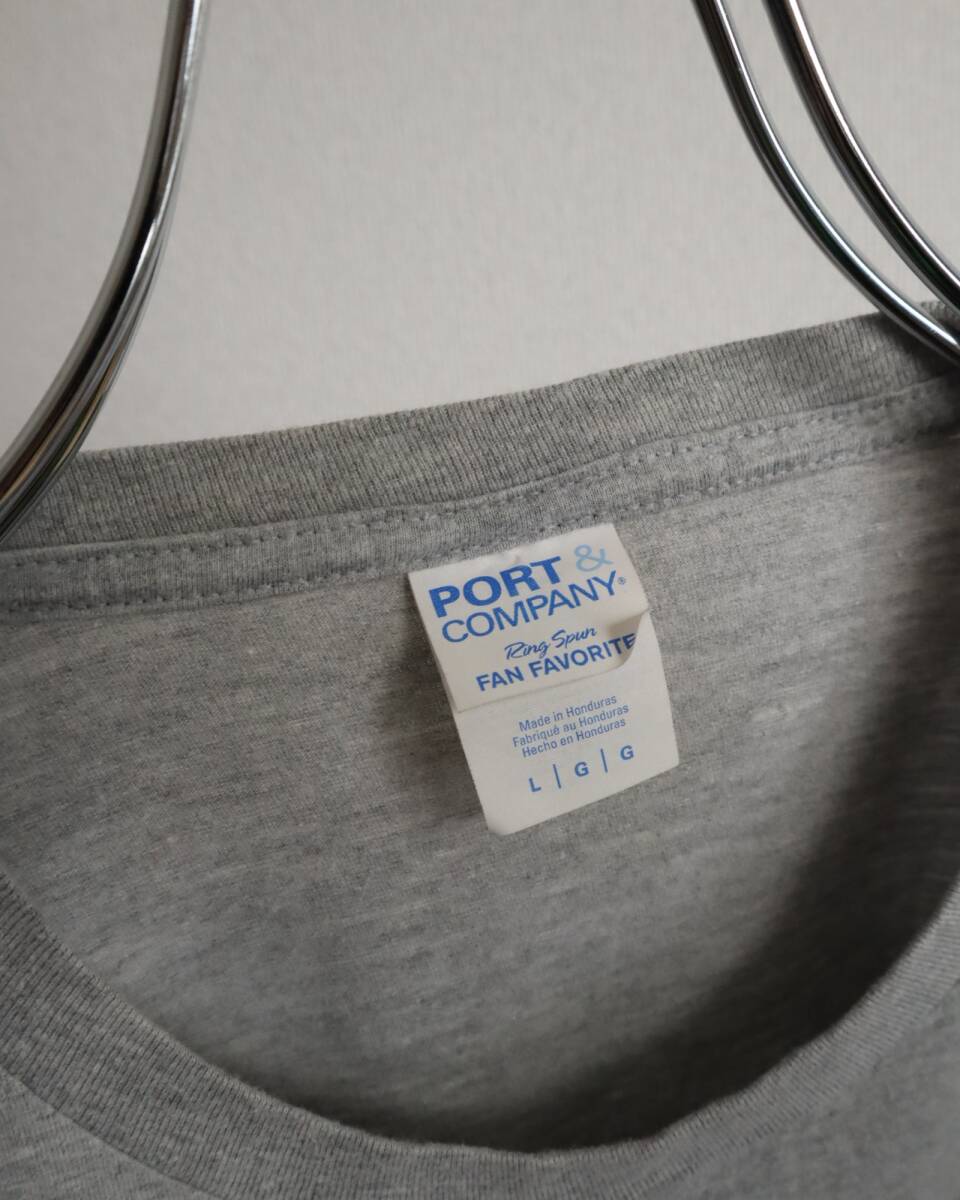 PORT &
COMPANY®
Ring Spun
FAN FAVORITE
Made in Honduras
Fabriqué au Honduras
Hecho en Honduras
L | G | G